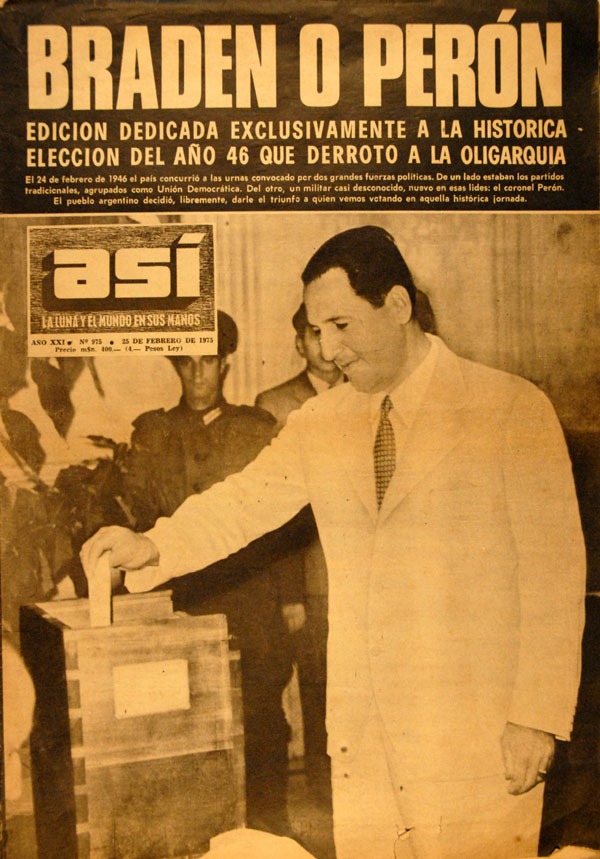 BRADEN O PERÓN
EDICION DEDICADA EXCLUSIVAMENTE A LA HISTORICA
ELECCION DEL AÑO 46 QUE DERROTO A LA OLIGARQUIA
El 24 de febrero de 1946 el país concurrió a las urnas convocado por dos grandes fuerzas políticas. De un lado estaban los partidos
tradicionales, agrupados como Unión Democrática. Del otro, un militar casi desconocido, nuevo en esas lides: el coronel Perón.
El pueblo argentino decidió, libremente, darle el triunfo a quien vemos votando en aquella histórica jornada.
así
LA LUNA Y EL MUNDO EN SUS MANOS
AÑO XXI • Nº 975 • 25 DE FEBRERO DE 1975
Precio m$n. 400.— (4.— Pesos Ley)